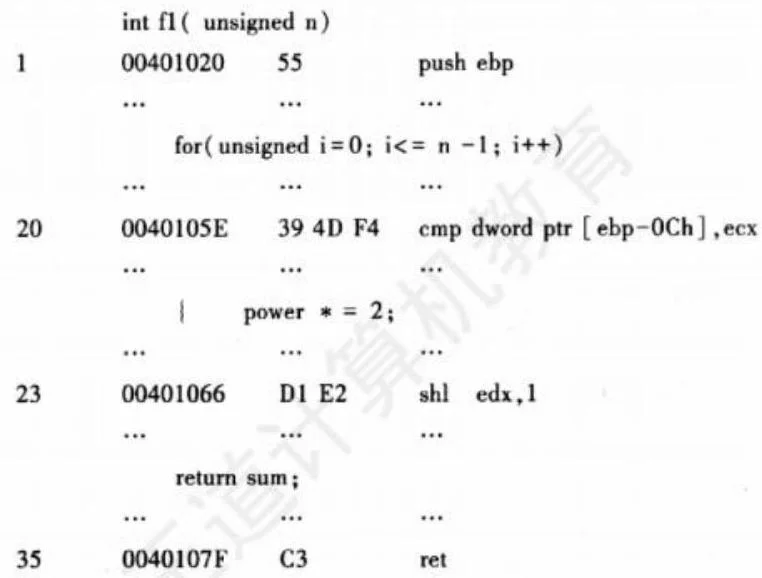 int f1( unsigned n)
1 00401020 55 push ebp
... ... ...
for( unsigned i=0; i<= n -1; i++)
... ... ...
20 0040105E 39 4D F4 cmp dword ptr [ebp-0Ch],ecx
... ... ...
{ power * = 2;
... ... ...
23 00401066 D1 E2 shl edx,1
... ... ...
return sum;
... ... ...
35 0040107F C3 ret
道计算机教育